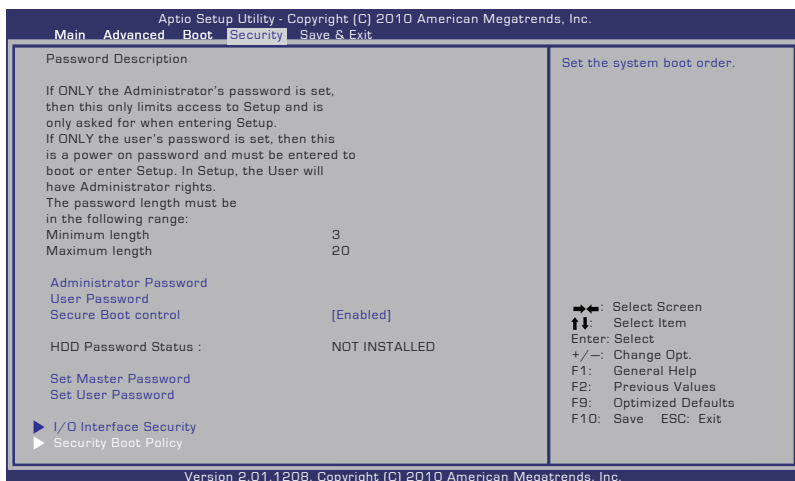 Aptio Setup Utility - Copyright (C) 2010 American Megatrends, Inc.
Main Advanced Boot Security Save & Exit
Password Description
If ONLY the Administrator's password is set,
then this only limits access to Setup and is
only asked for when entering Setup.
If ONLY the user's password is set, then this
is a power on password and must be entered to
boot or enter Setup. In Setup, the User will
have Administrator rights.
The password length must be
in the following range:
Minimum length 3
Maximum length 20
Administrator Password
User Password
Secure Boot control [Enabled]
HDD Password Status : NOT INSTALLED
Set Master Password
Set User Password
I/O Interface Security
Security Boot Policy
Set the system boot order.
→←: Select Screen
↑↓: Select Item
Enter: Select
+/—: Change Opt.
F1: General Help
F2: Previous Values
F9: Optimized Defaults
F10: Save ESC: Exit
Version 2.01.1208. Copyright (C) 2010 American Megatrends, Inc.